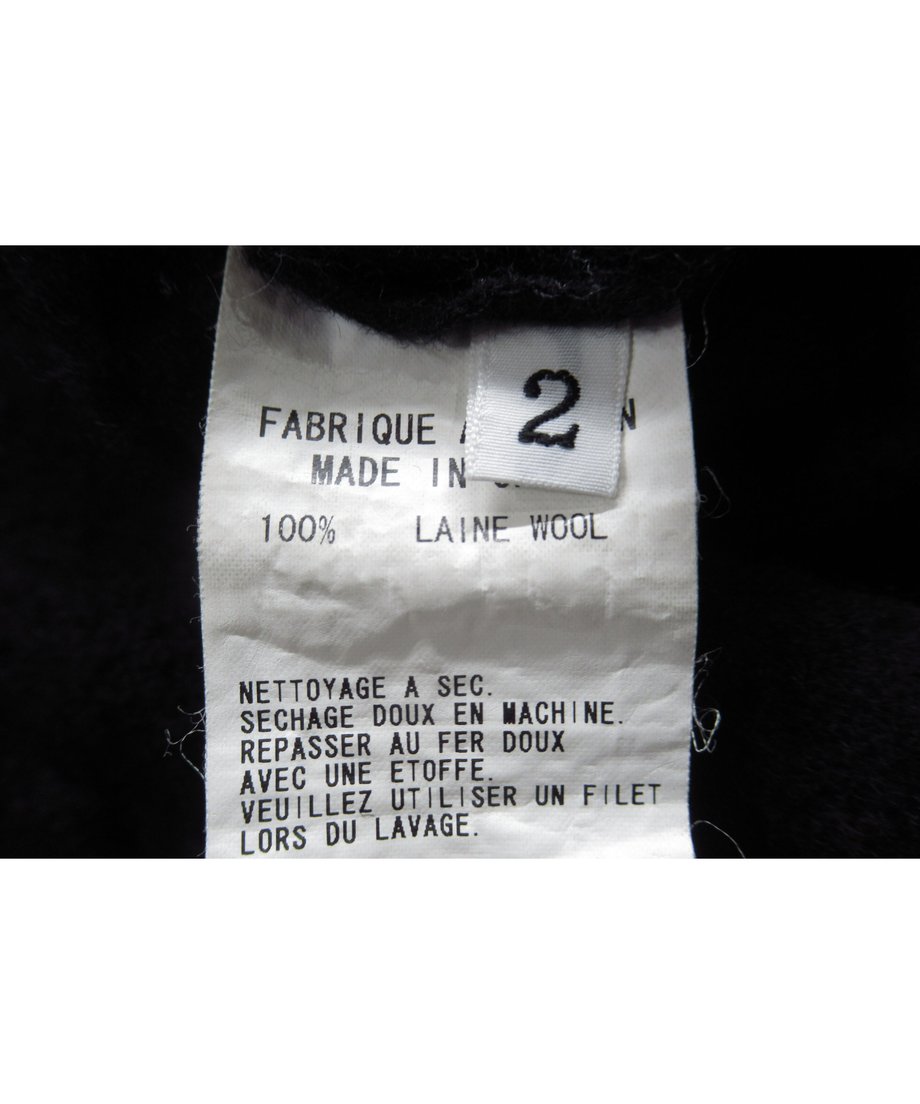 2
FABRIQUE
MADE IN
100% LAINE WOOL
NETTOYAGE A SEC.
SECHAGE DOUX EN MACHINE.
REPASSER AU FER DOUX
AVEC UNE ETOFFE.
VEUILLEZ UTILISER UN FILET
LORS DU LAVAGE.